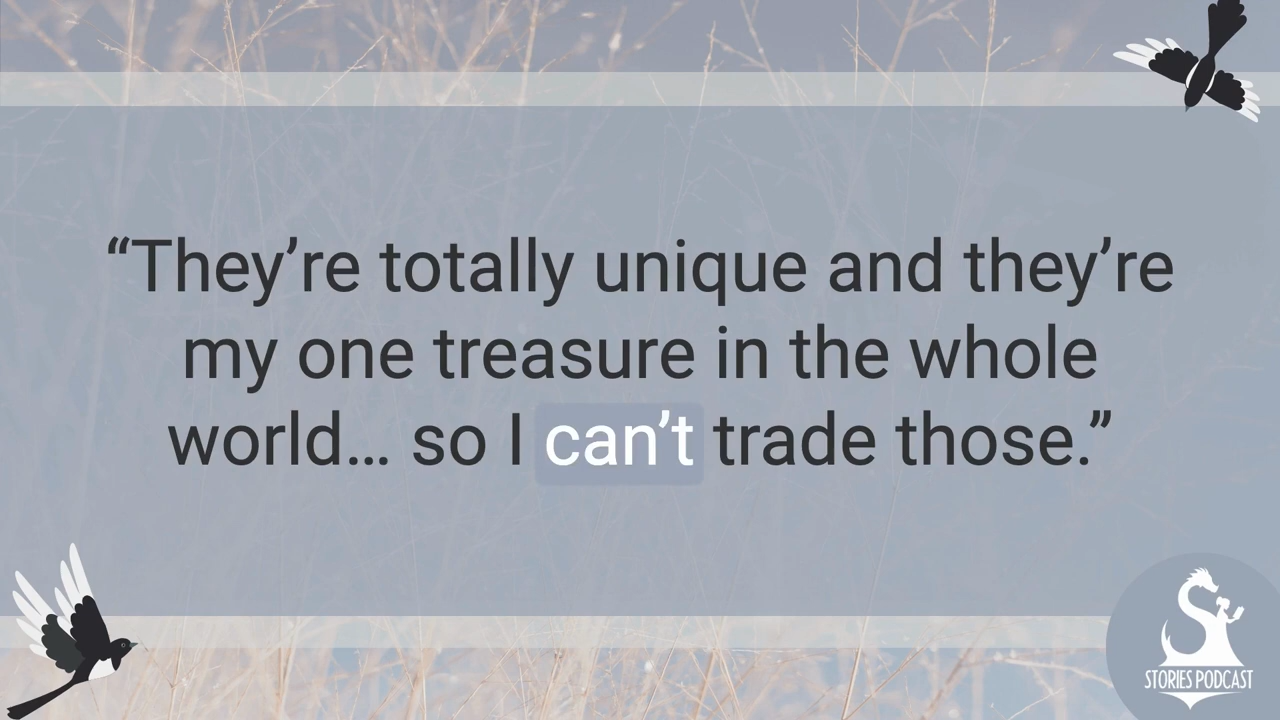 “They’re totally unique and they’re
my one treasure in the whole
world... so I can’t trade those.”
STORIES PODCAST